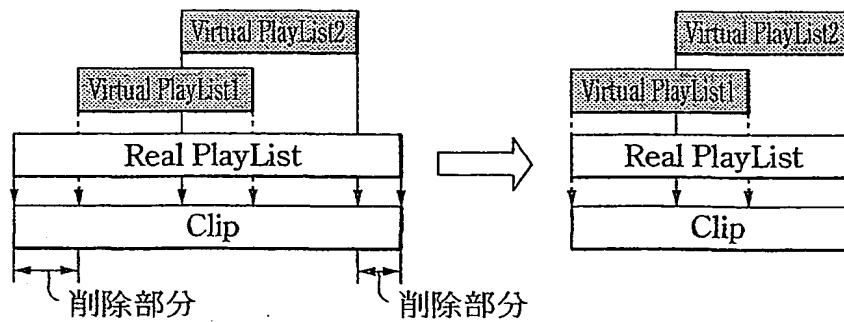 Virtual PlayList2
Virtual PlayList1
Real PlayList
Clip
削除部分
削除部分
Virtual PlayList2
Virtual PlayList1
Real PlayList
Clip